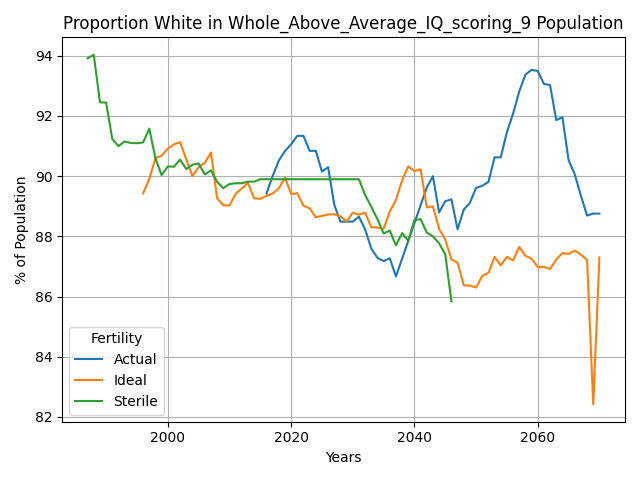 Proportion White in Whole_Above_Average_IQ_scoring_9 Population
% of Population
94
92
90
88
86
84
82
Fertility
Actual
Ideal
Sterile
2000
2020
2040
2060
Years